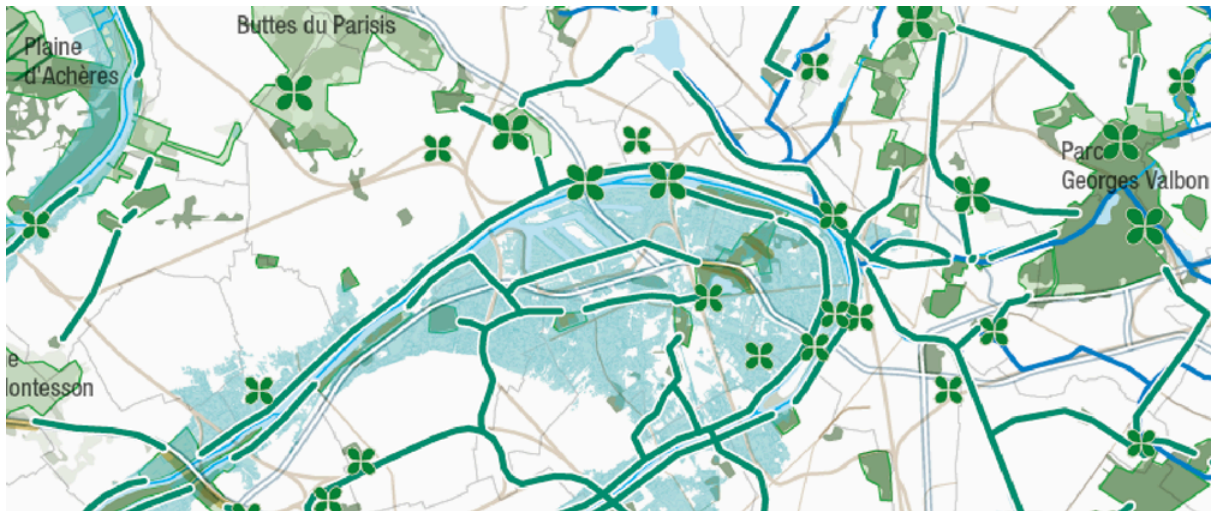 Buttes du Parisis
Plaine
d'Achères
Parc
Georges Valbon
e
Montesson